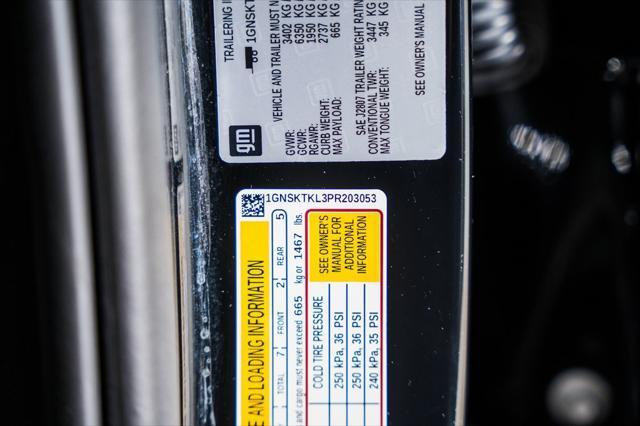 TRAILERING
1GNSKT
VEHICLE AND TRAILER MUST N
GVWR: 3402 KG
GCWR: 6350 KG
RGAWR: 1950 KG
CURB WEIGHT: 2737 KG
MAX PAYLOAD: 665 KG
SAE J2807 TRAILER WEIGHT RATIN
CONVENTIONAL TWR: 3447 KG
MAX TONGUE WEIGHT: 345 KG
SEE OWNER'S MANUAL
gm
1GNSKTKL3PR203053
E AND LOADING INFORMATION
TOTAL 7 FRONT 2 REAR 5
and cargo must never exceed 665 kg or 1467 lbs.
COLD TIRE PRESSURE
250 kPa, 36 PSI
250 kPa, 36 PSI
240 kPa, 35 PSI
SEE OWNER'S
MANUAL FOR
ADDITIONAL
INFORMATION